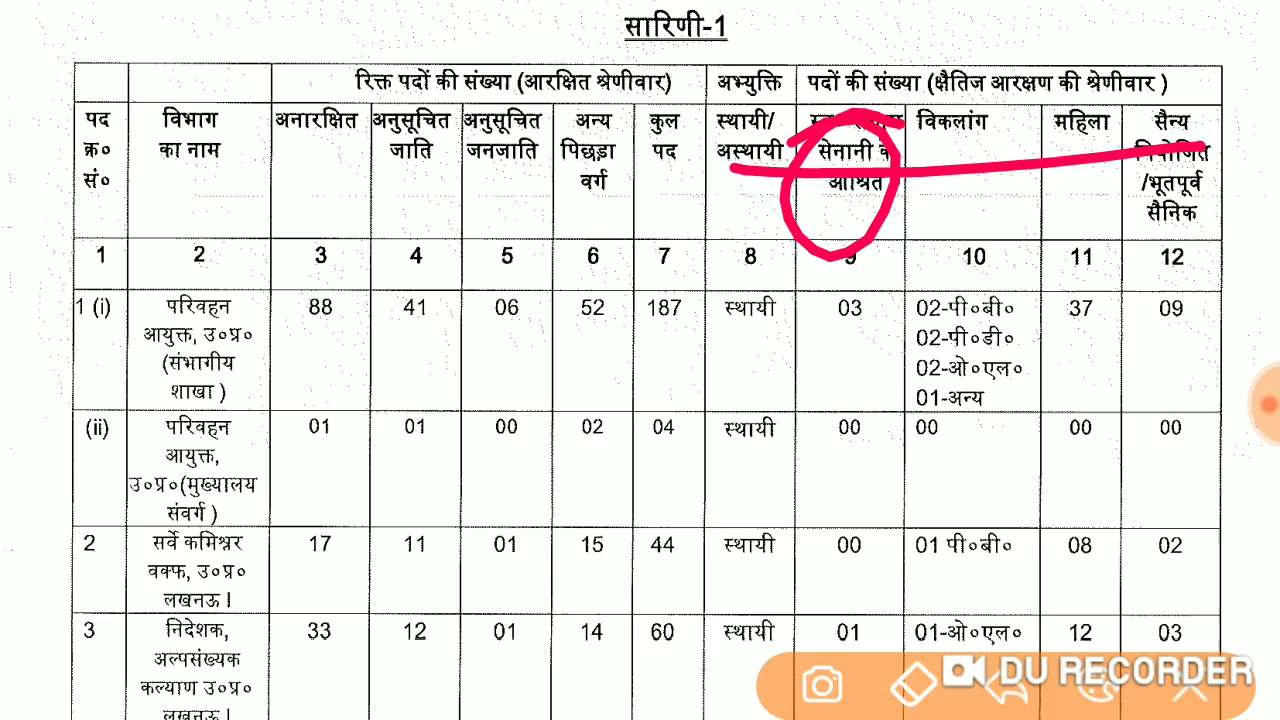 सारिणी-1
रिक्त पदों की संख्या (आरक्षित श्रेणीवार) अभ्युक्ति पदों की संख्या (क्षैतिज आरक्षण की श्रेणीवार )
पद विभाग अनारक्षित अनुसूचित अनुसूचित अन्य कुल स्थायी/ विकलांग महिला सैन्य
क्र० का नाम जाति जनजाति पिछड़ा पद अस्थायी सेनानी के नियोजित
सं० वर्ग आश्रित /भूतपूर्व
सैनिक
1 2 3 4 5 6 7 8 9 10 11 12
1 (i) परिवहन 88 41 06 52 187 स्थायी 03 02-पी०बी० 37 09
आयुक्त, उ०प्र० 02-पी०डी०
(संभागीय 02-ओ०एल०
शाखा ) 01-अन्य
(ii) परिवहन 01 01 00 02 04 स्थायी 00 00 00 00
आयुक्त,
उ०प्र०(मुख्यालय
संवर्ग )
2 सर्वे कमिश्नर 17 11 01 15 44 स्थायी 00 01 पी०बी० 08 02
वक्फ, उ०प्र०
लखनऊ।
3 निदेशक, 33 12 01 14 60 स्थायी 01 01-ओ०एल० 12 03
अल्पसंख्यक
कल्याण उ०प्र०
लखनऊ।
DU RECORDER